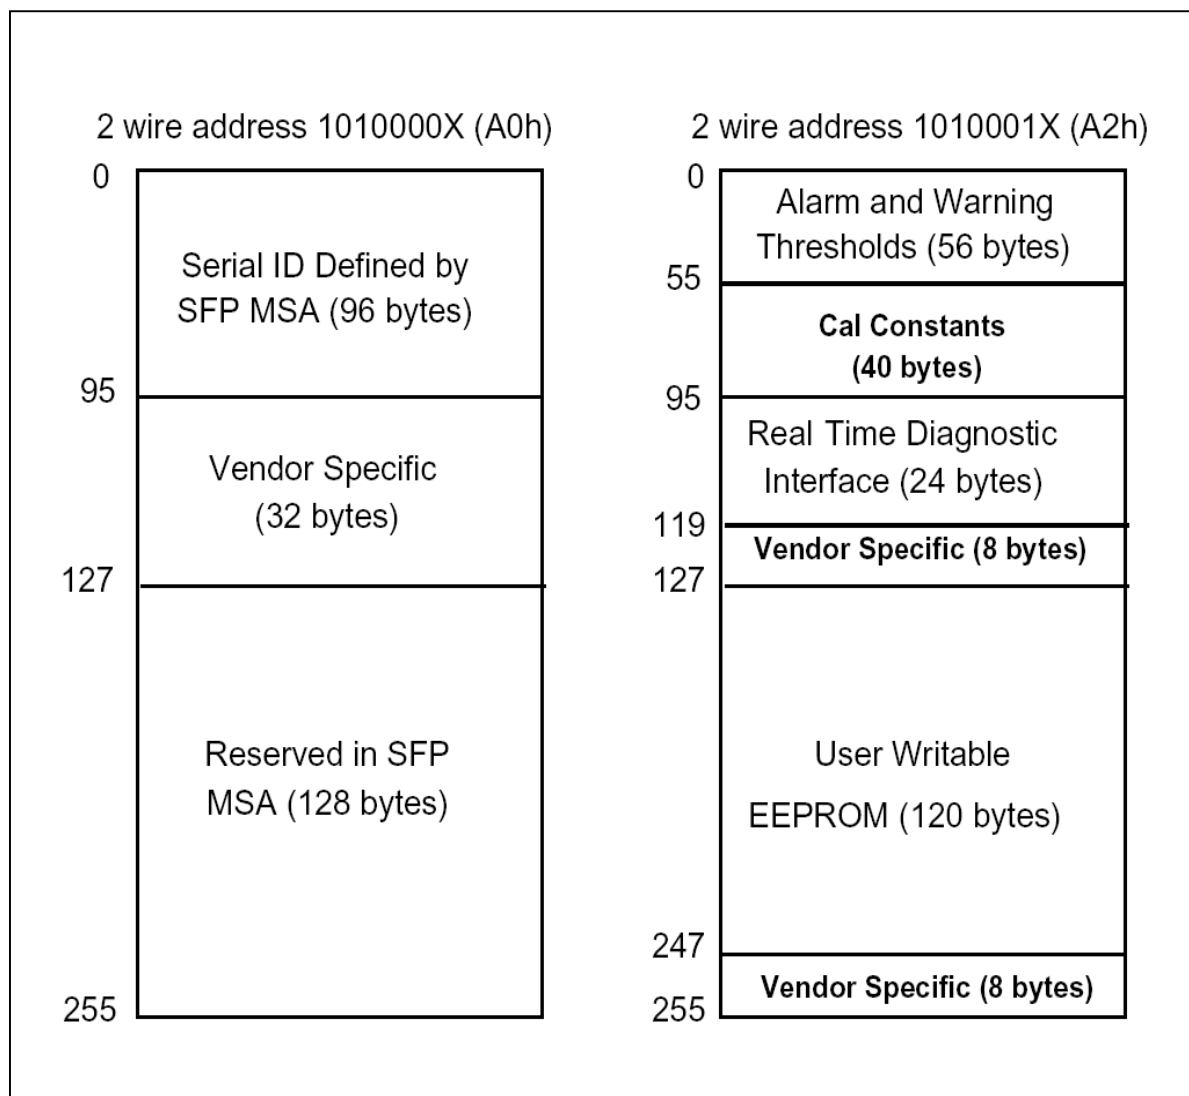 2 wire address 1010000X (A0h)
0
Serial ID Defined by
SFP MSA (96 bytes)
95
Vendor Specific
(32 bytes)
127
Reserved in SFP
MSA (128 bytes)
255
2 wire address 1010001X (A2h)
0
Alarm and Warning
Thresholds (56 bytes)
55
Cal Constants
(40 bytes)
95
Real Time Diagnostic
Interface (24 bytes)
119
Vendor Specific (8 bytes)
127
User Writable
EEPROM (120 bytes)
247
Vendor Specific (8 bytes)
255